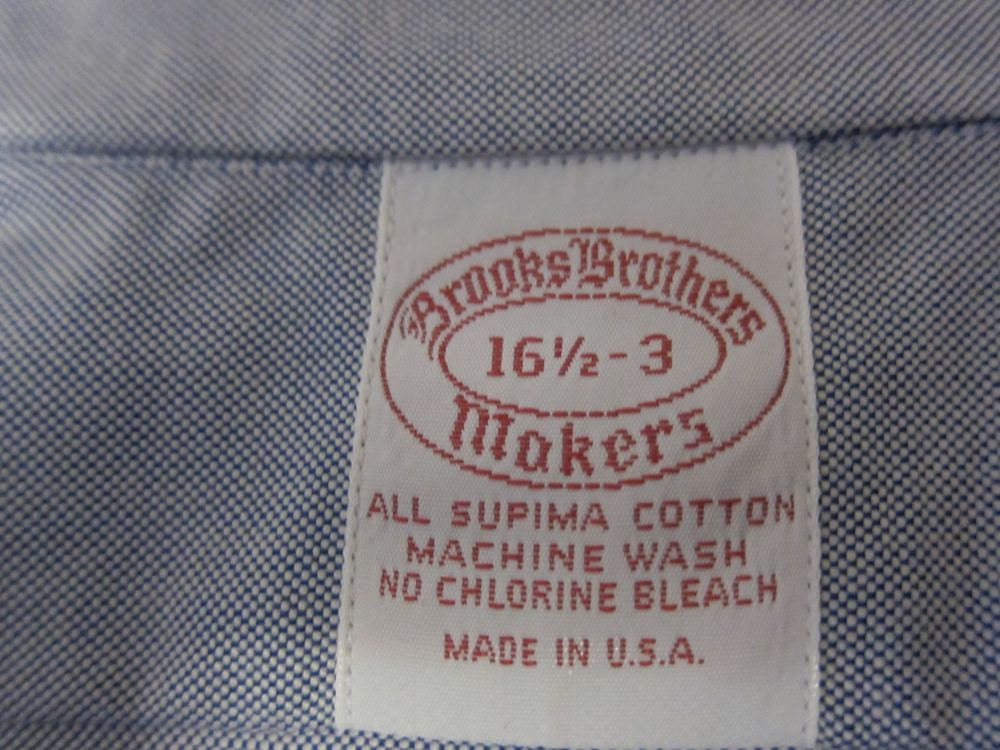 Brooks Brothers
16½-3
Makers
ALL SUPIMA COTTON
MACHINE WASH
NO CHLORINE BLEACH
MADE IN U.S.A.